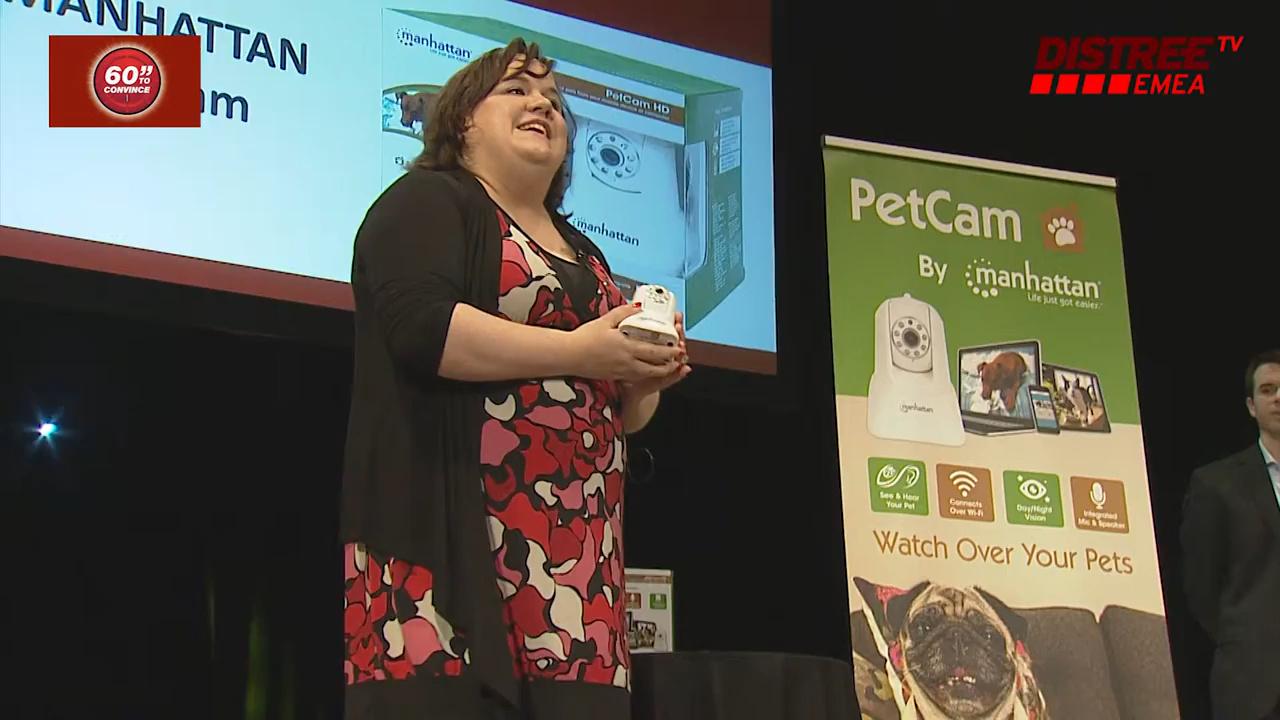 MANHATTAN
60”
TO
CONVINCE
DISTREE TV
EMEA
manhattan
PetCam HD
manhattan
PetCam
By manhattan
Life just got easier.
manhattan
See & Hear
Your Pet
Connects
Over Wi-Fi
Day/Night
Vision
Integrated
Mic & Speaker
Watch Over Your Pets